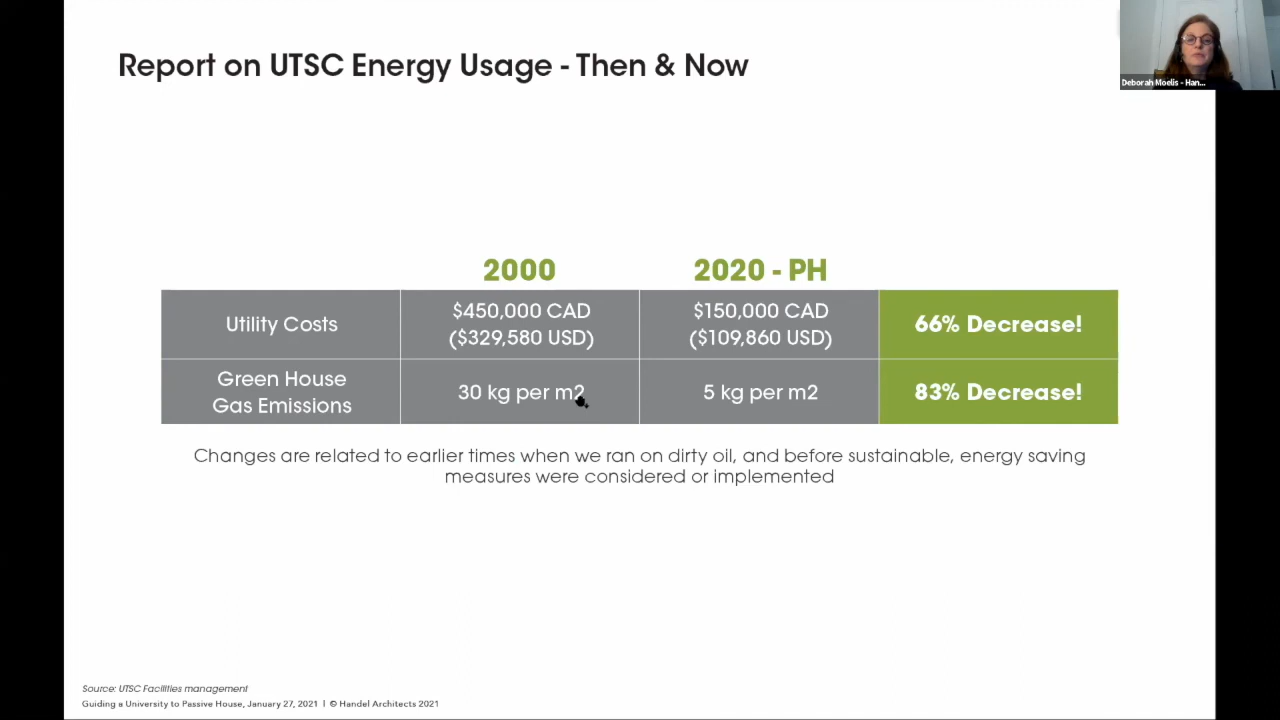 Report on UTSC Energy Usage - Then & Now
Deborah Moelis - Han...
2000
2020 - PH
Utility Costs
$450,000 CAD
($329,580 USD)
$150,000 CAD
($109,860 USD)
66% Decrease!
Green House
Gas Emissions
30 kg per m2
5 kg per m2
83% Decrease!
Changes are related to earlier times when we ran on dirty oil, and before sustainable, energy saving
measures were considered or implemented
Source: UTSC Facilities management
Guiding a University to Passive House, January 27, 2021 | © Handel Architects 2021